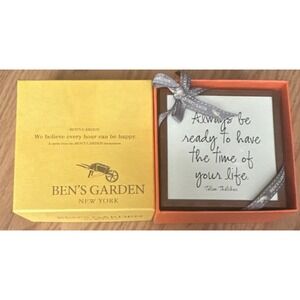 BEN'S GARDEN
We believe every hour can be happy.
BEN'S GARDEN
NEW YORK
Always be
ready to have
the time of
your life.